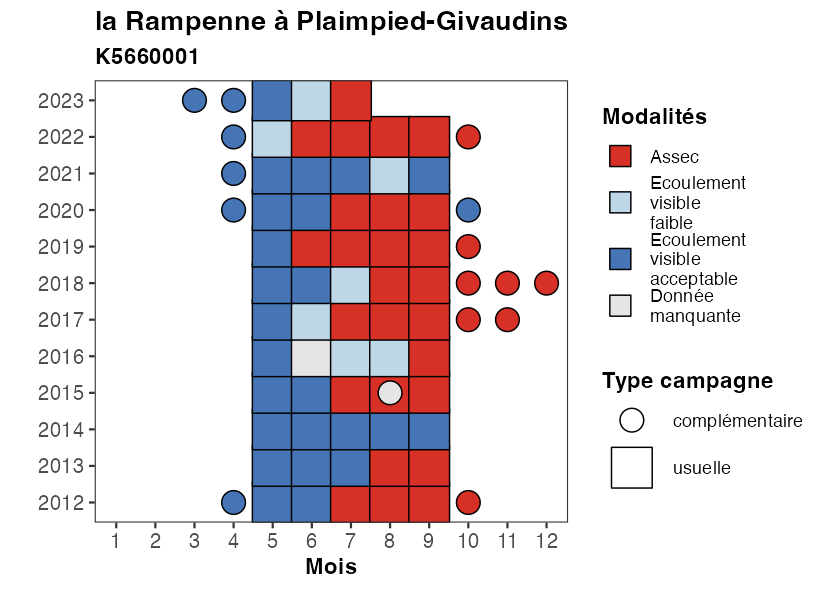 la Rampenne à Plaimpied-Givaudins
K5660001
2023
2022
2021
2020
2019
2018
2017
2016
2015
2014
2013
2012
1 2 3 4 5 6 7 8 9 10 11 12
Mois
Modalités
Assec
Ecoulement
visible
faible
Ecoulement
visible
acceptable
Donnée
manquante
Type campagne
complémentaire
usuelle